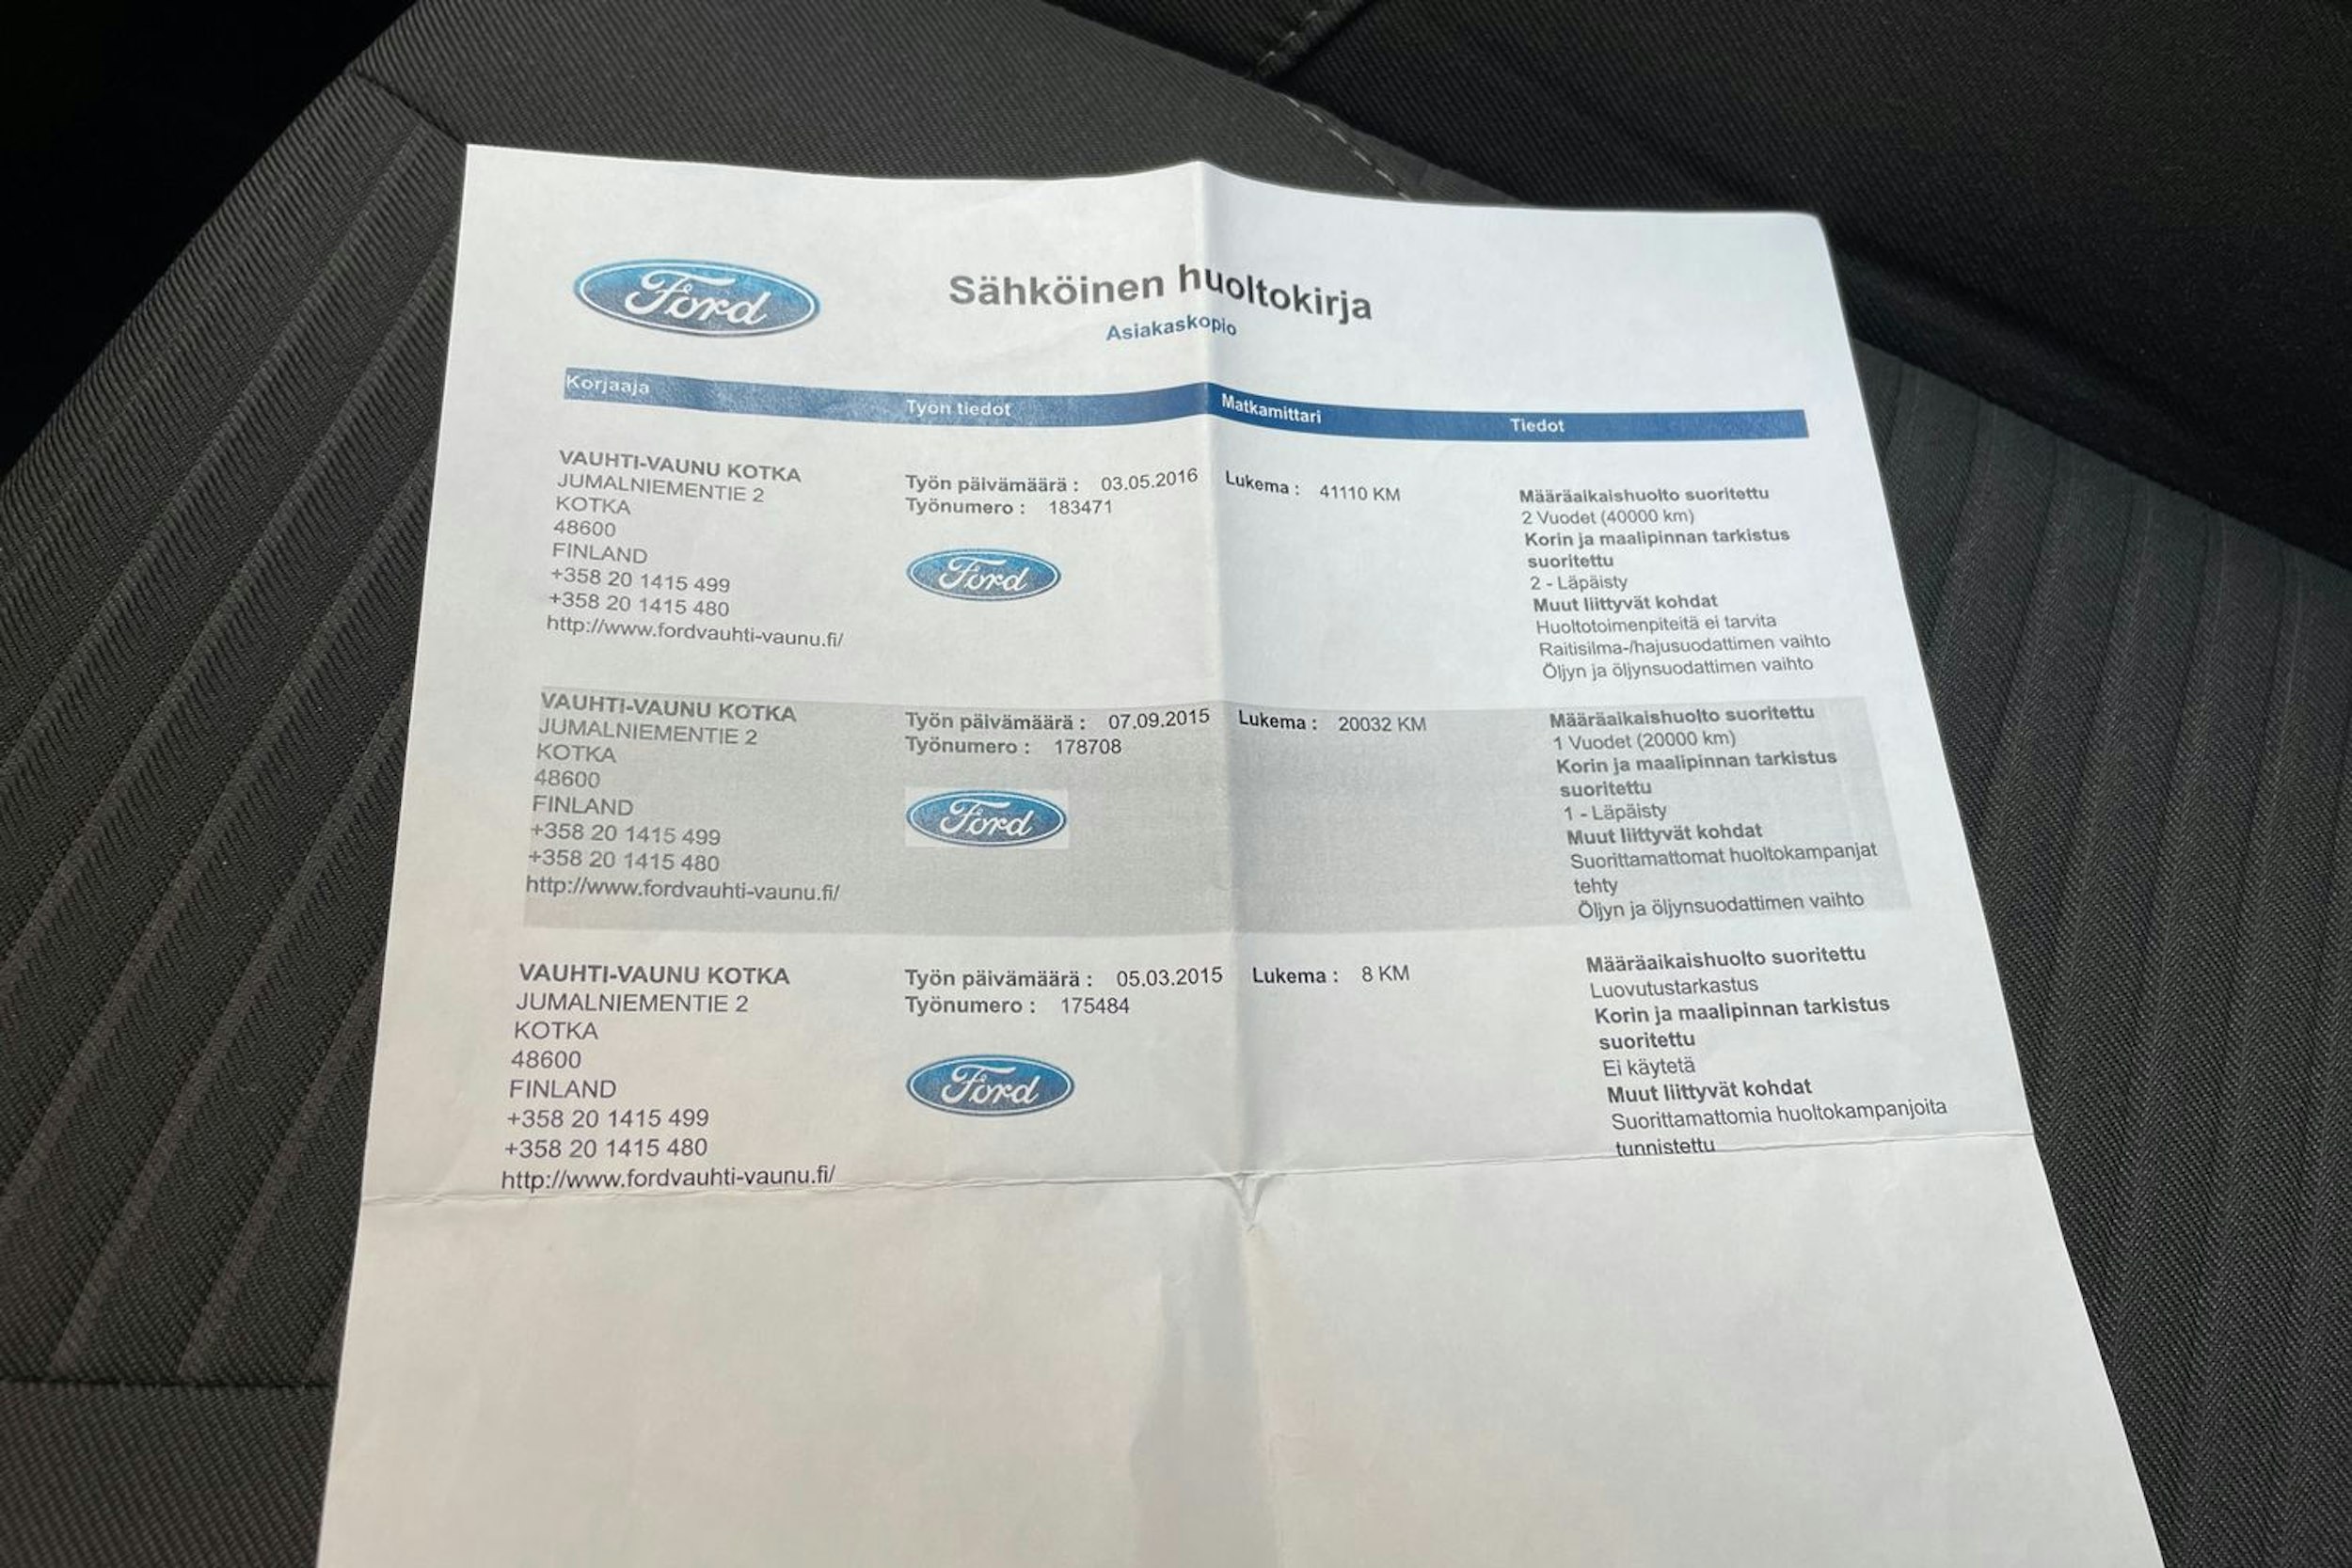 Ford
Sähköinen huoltokirja
Asiakaskopio
Korjaaja Työn tiedot Matkamittari Tiedot
VAUHTI-VAUNU KOTKA
JUMALNIEMENTIE 2
KOTKA
48600
FINLAND
+358 20 1415 499
+358 20 1415 480
http://www.fordvauhti-vaunu.fi/
Työn päivämäärä : 03.05.2016
Työnumero : 183471
Ford
Lukema : 41110 KM
Määräaikaishuolto suoritettu
2 Vuodet (40000 km)
Korin ja maalipinnan tarkistus
suoritettu
2 - Läpäisty
Muut liittyvät kohdat
Huoltotoimenpiteitä ei tarvita
Raitisilma-/hajusuodattimen vaihto
Öljyn ja öljynsuodattimen vaihto
VAUHTI-VAUNU KOTKA
JUMALNIEMENTIE 2
KOTKA
48600
FINLAND
+358 20 1415 499
+358 20 1415 480
http://www.fordvauhti-vaunu.fi/
Työn päivämäärä : 07.09.2015
Työnumero : 178708
Ford
Lukema : 20032 KM
Määräaikaishuolto suoritettu
1 Vuodet (20000 km)
Korin ja maalipinnan tarkistus
suoritettu
1 - Läpäisty
Muut liittyvät kohdat
Suorittamattomat huoltokampanjat
tehty
Öljyn ja öljynsuodattimen vaihto
VAUHTI-VAUNU KOTKA
JUMALNIEMENTIE 2
KOTKA
48600
FINLAND
+358 20 1415 499
+358 20 1415 480
http://www.fordvauhti-vaunu.fi/
Työn päivämäärä : 05.03.2015
Työnumero : 175484
Ford
Lukema : 8 KM
Määräaikaishuolto suoritettu
Luovutustarkastus
Korin ja maalipinnan tarkistus
suoritettu
Ei käytetä
Muut liittyvät kohdat
Suorittamattomia huoltokampanjoita
tunnistettu